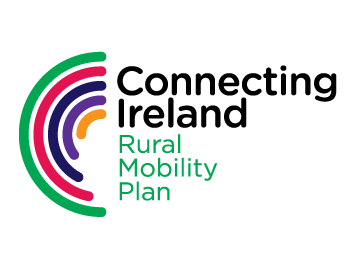 Connecting
Ireland
Rural
Mobility
Plan